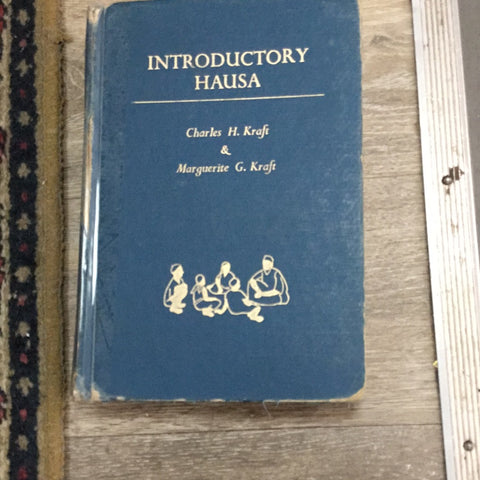 INTRODUCTORY
HAUSA
Charles H. Kraft
&
Marguerite G. Kraft